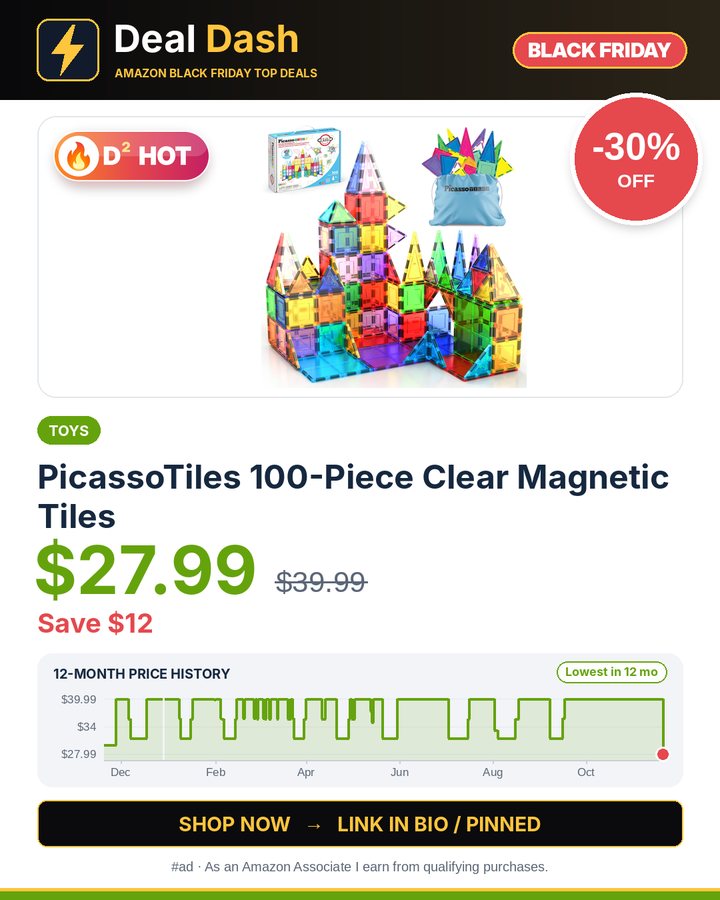 Deal Dash
AMAZON BLACK FRIDAY TOP DEALS
BLACK FRIDAY
-30%
OFF
D² HOT
PicassoTiles
TOYS
PicassoTiles 100-Piece Clear Magnetic
Tiles
$27.99 $39.99
Save $12
12-MONTH PRICE HISTORY
Lowest in 12 mo
$39.99
$34
$27.99
Dec Feb Apr Jun Aug Oct
SHOP NOW → LINK IN BIO / PINNED
#ad · As an Amazon Associate I earn from qualifying purchases.